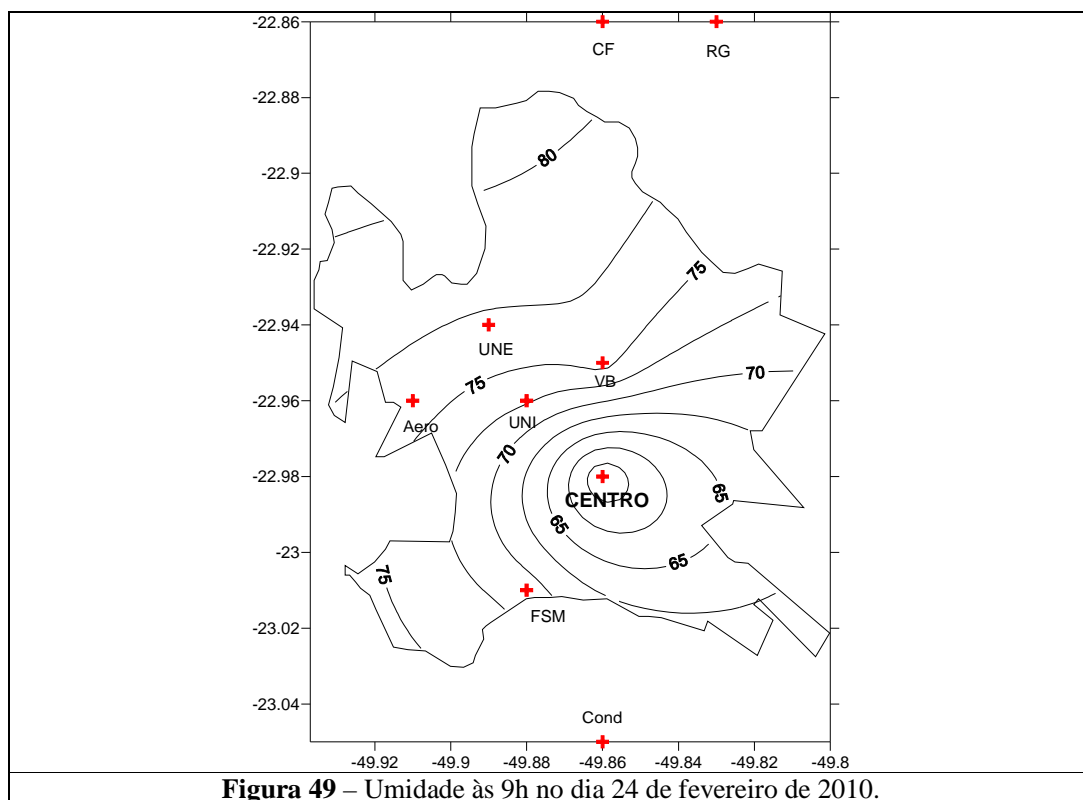 -22.86
CF
RG
-22.88
80
-22.9
-22.92
75
-22.94
UNE
VB
70
75
-22.96
Aero
UNI
70
-22.98
CENTRO
65
65
-23
65
75
FSM
-23.02
-23.04
Cond
-49.92
-49.9
-49.88
-49.86
-49.84
-49.82
-49.8
Figura 49 – Umidade às 9h no dia 24 de fevereiro de 2010.